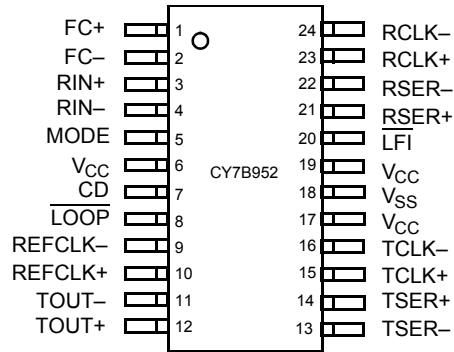 FC+ 1 24 RCLK–
FC– 2 23 RCLK+
RIN+ 3 22 RSER–
RIN– 4 21 RSER+
MODE 5 20 LFI
VCC 6 CY7B952 19 VCC
CD 7 18 VSS
LOOP 8 17 VCC
REFCLK– 9 16 TCLK–
REFCLK+ 10 15 TCLK+
TOUT– 11 14 TSER+
TOUT+ 12 13 TSER–